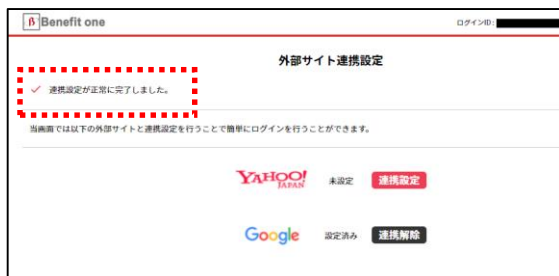 β Benefit one
ログインID:
外部サイト連携設定
✓ 連携設定が正常に完了しました。
当画面では以下の外部サイトと連携設定を行うことで簡単にログインを行うことができます。
YAHOO! JAPAN 未設定 連携設定
Google 設定済み 連携解除